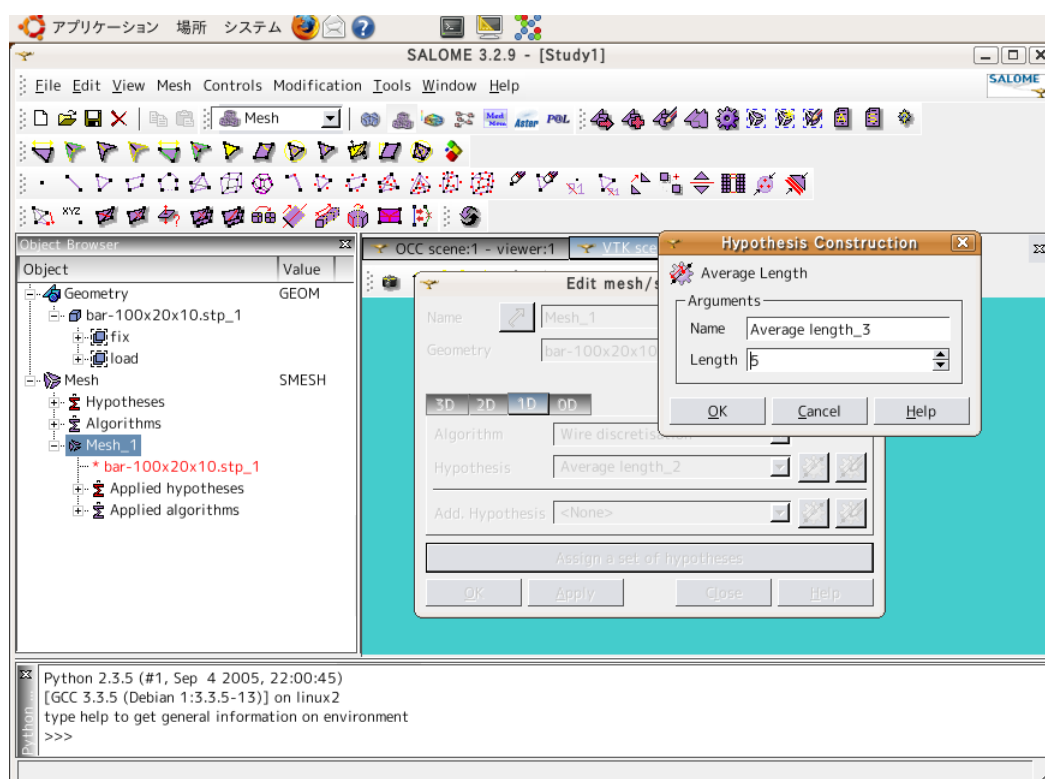 アプリケーション 場所 システム
SALOME 3.2.9 - [Study1]
File Edit View Mesh Controls Modification Tools Window Help
SALOME
Mesh
Aster
XYZ
Object Browser
Object Value
Geometry GEOM
bar-100x20x10.stp_1
fix
load
Mesh SMESH
Hypotheses
Algorithms
Mesh_1
* bar-100x20x10.stp_1
Applied hypotheses
Applied algorithms
OCC scene:1 - viewer:1 VTK sce
Edit mesh/s
Name Mesh_1
Geometry bar-100x20x10
3D 2D 1D 0D
Algorithm Wire discretisation
Hypothesis Average length_2
Add. Hypothesis <None>
Assign a set of hypotheses
OK Apply Close Help
Hypothesis Construction
Average Length
Arguments
Name Average length_3
Length 5
OK Cancel Help
Python 2.3.5 (#1, Sep 4 2005, 22:00:45)
[GCC 3.3.5 (Debian 1:3.3.5-13)] on linux2
type help to get general information on environment
>>>